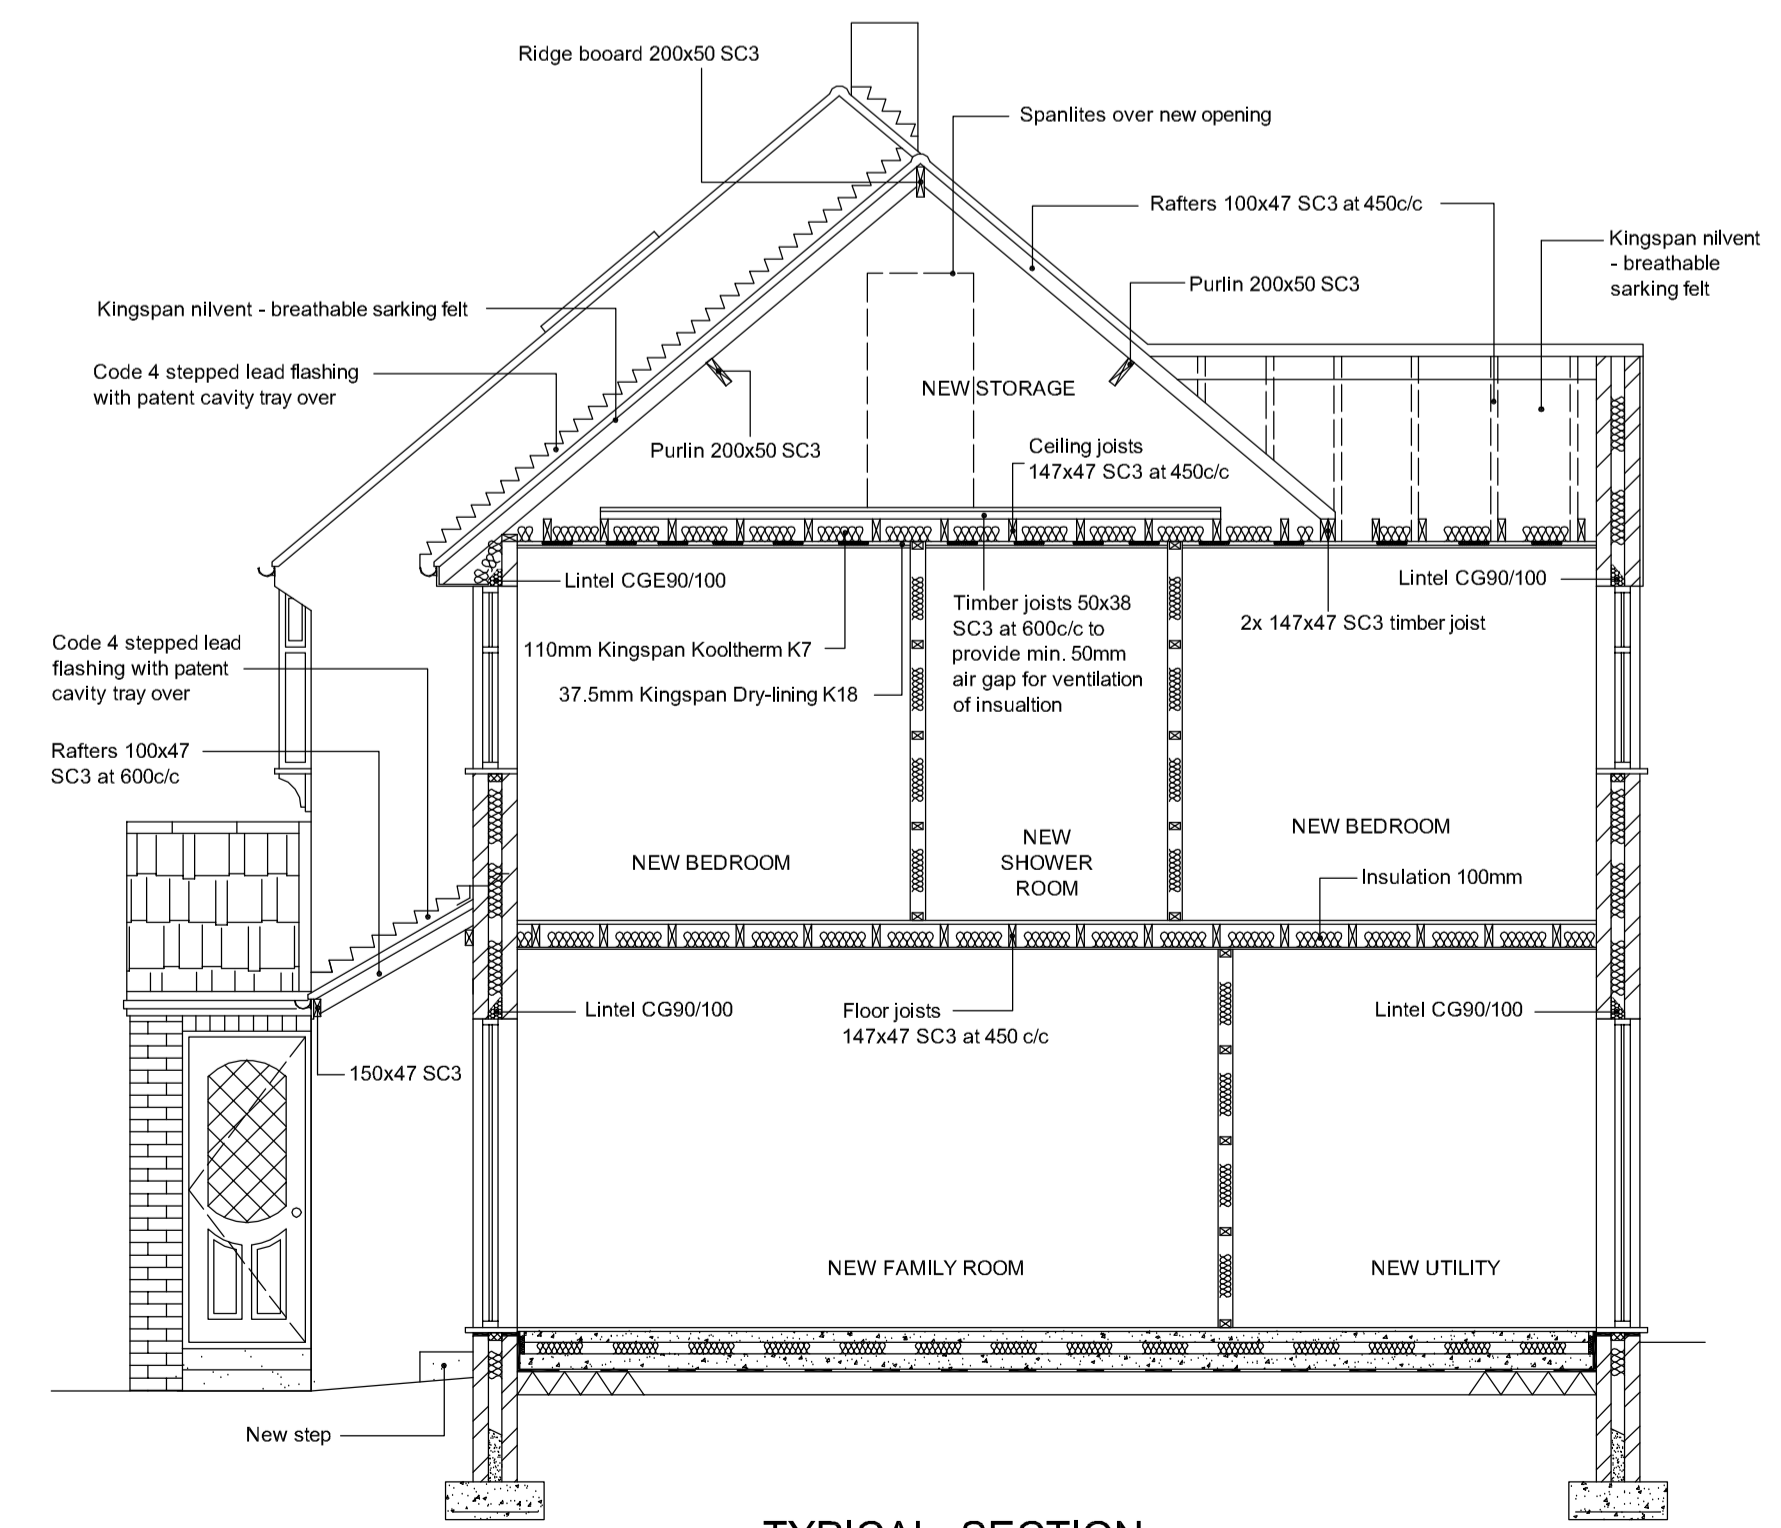 Ridge booard 200x50 SC3
Spanlites over new opening
Rafters 100x47 SC3 at 450c/c
Kingspan nilvent
- breathable
sarking felt
Purlin 200x50 SC3
Kingspan nilvent - breathable sarking felt
Code 4 stepped lead flashing
with patent cavity tray over
NEW STORAGE
Purlin 200x50 SC3
Ceiling joists
147x47 SC3 at 450c/c
Lintel CGE90/100
Lintel CG90/100
Timber joists 50x38
SC3 at 600c/c to
provide min. 50mm
air gap for ventilation
of insualtion
2x 147x47 SC3 timber joist
110mm Kingspan Kooltherm K7
37.5mm Kingspan Dry-lining K18
Code 4 stepped lead
flashing with patent
cavity tray over
Rafters 100x47
SC3 at 600c/c
NEW BEDROOM
NEW
SHOWER
ROOM
NEW BEDROOM
Insulation 100mm
Lintel CG90/100
Floor joists
147x47 SC3 at 450 c/c
Lintel CG90/100
150x47 SC3
NEW FAMILY ROOM
NEW UTILITY
New step
TYPICAL SECTION